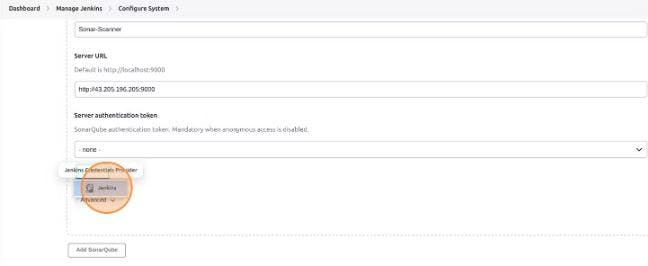 Dashboard > Manage Jenkins > Configure System >
Sonar-Scanner
Server URL
Default is http://localhost:9000
http://43.205.196.205:9000
Server authentication token
SonarQube authentication token. Mandatory when anonymous access is disabled.
- none -
Jenkins Credentials Provider
Jenkins
Advanced
Add SonarQube